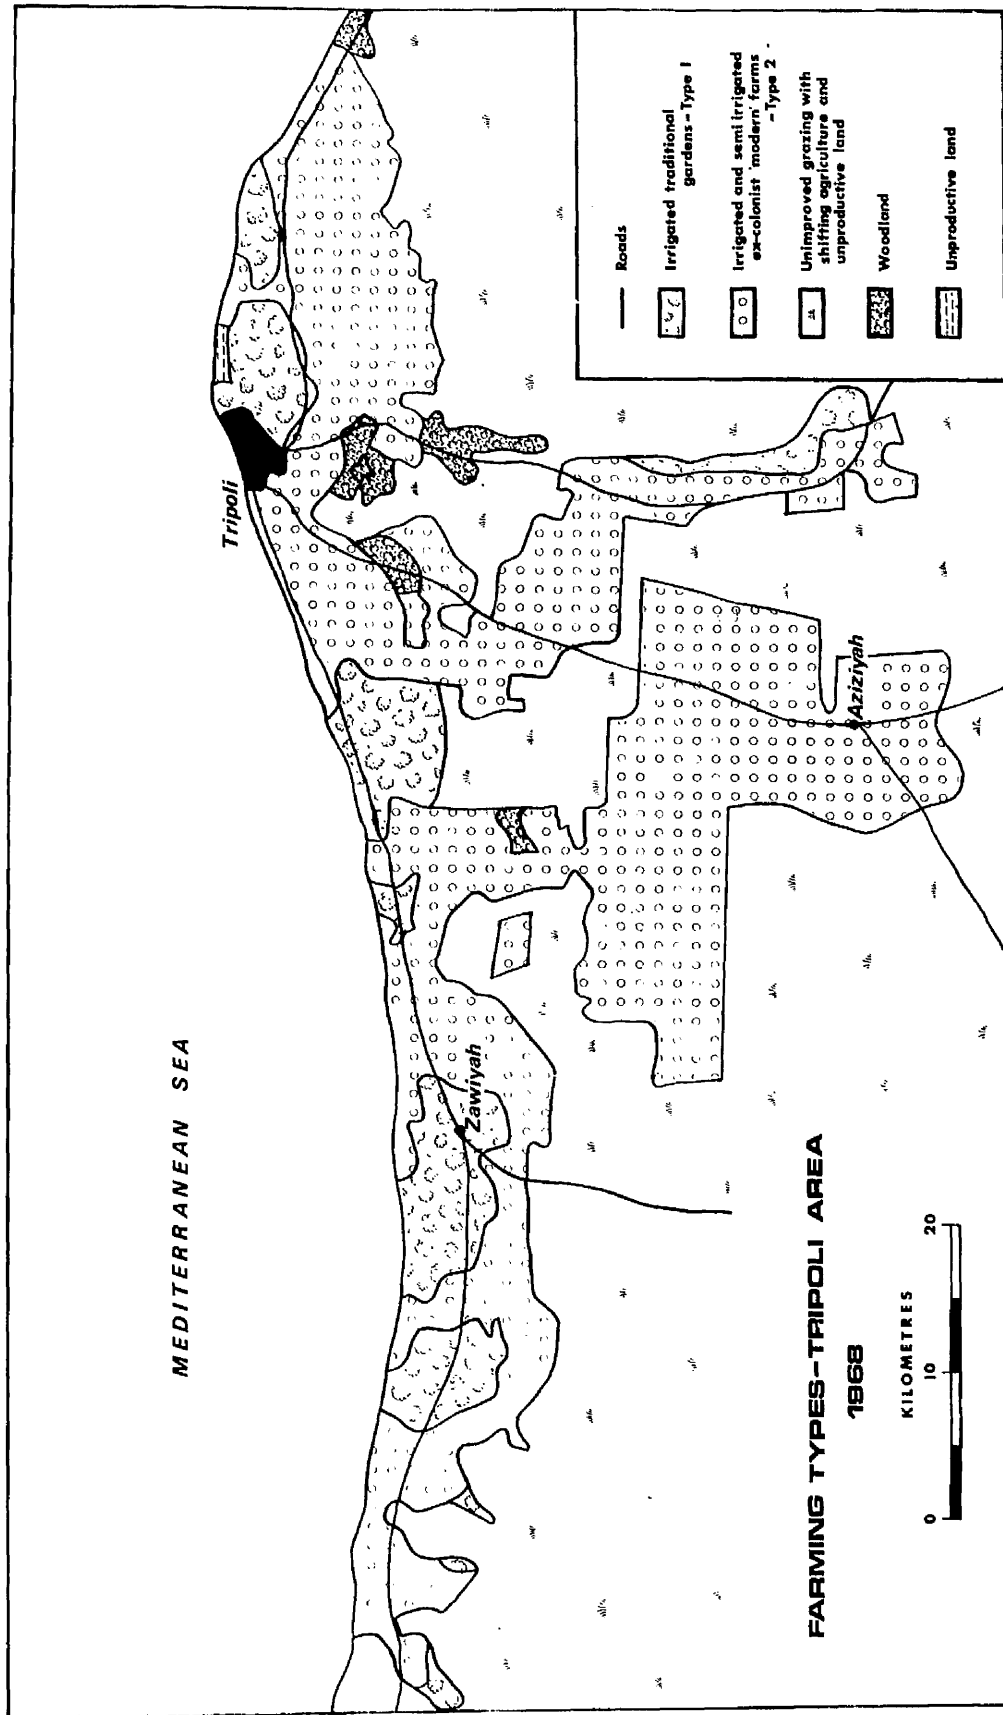 MEDITERRANEAN SEA
Tripoli
Zawiyah
Aziziyah
FARMING TYPES-TRIPOLI AREA
1968
KILOMETRES
0 10 20
Roads
Irrigated traditional
gardens-Type I
Irrigated and semi irrigated
ex-colonist 'modern' farms
-Type 2 -
Unimproved grazing with
shifting agriculture and
unproductive land
Woodland
Unproductive land